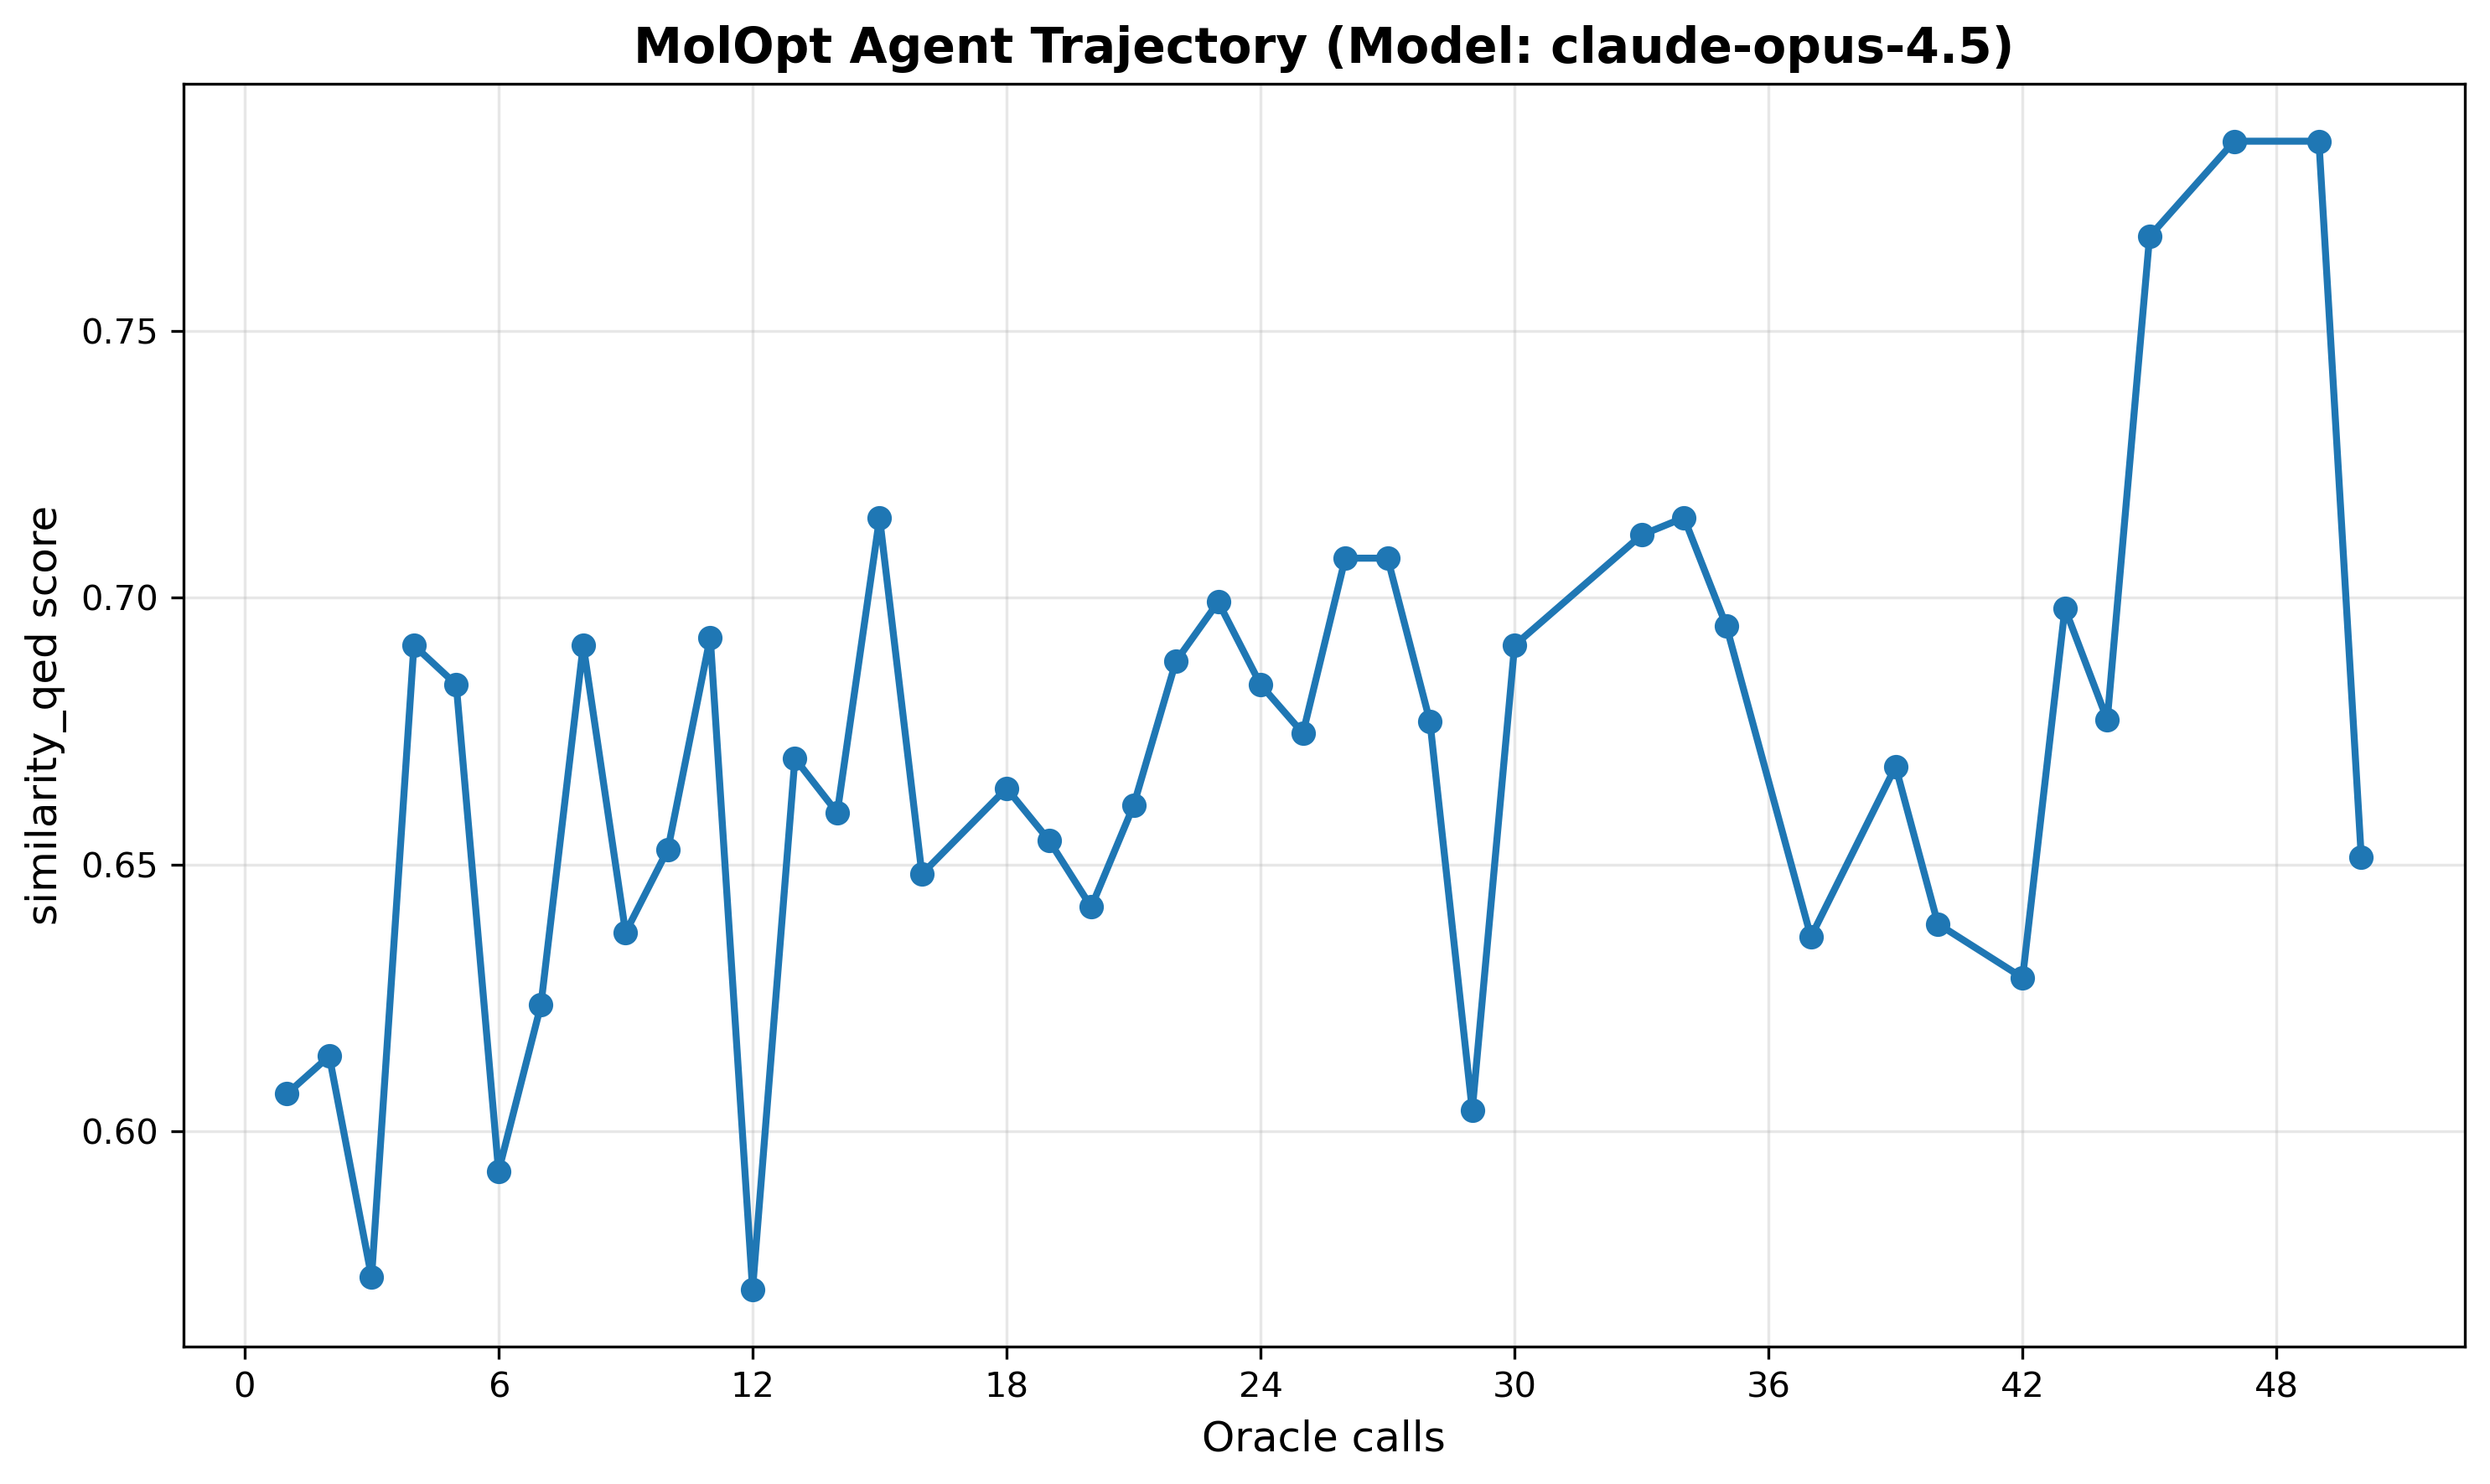 MolOpt Agent Trajectory (Model: claude-opus-4.5)
similarity_qed score
0.75
0.70
0.65
0.60
0 6 12 18 24 30 36 42 48
Oracle calls